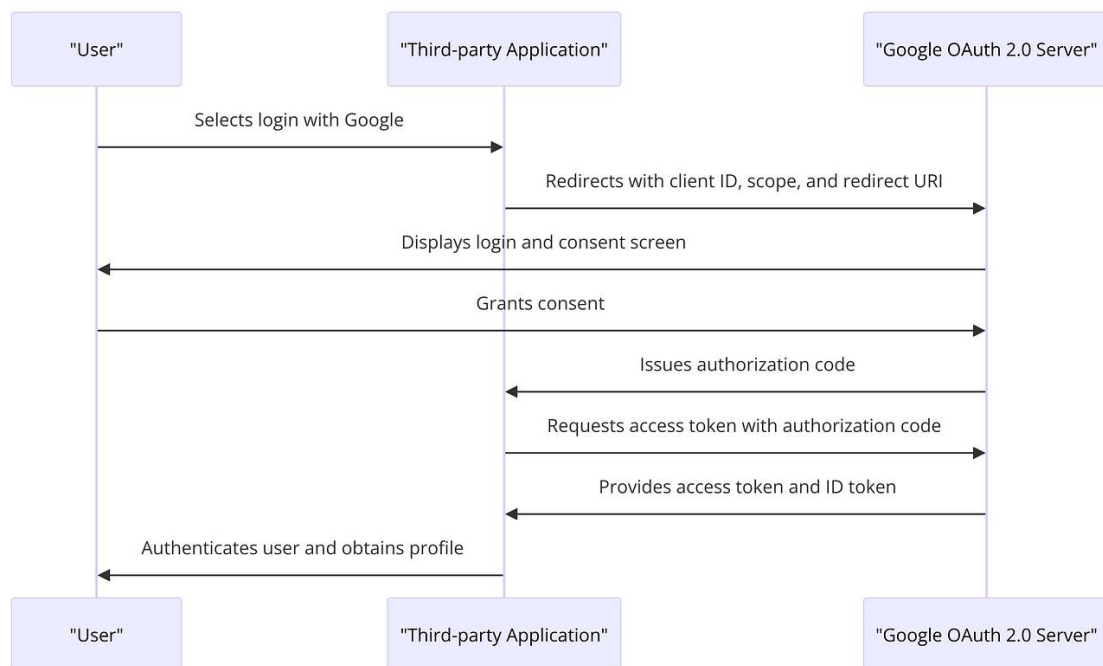 "User"
"Third-party Application"
"Google OAuth 2.0 Server"
Selects login with Google
Redirects with client ID, scope, and redirect URI
Displays login and consent screen
Grants consent
Issues authorization code
Requests access token with authorization code
Provides access token and ID token
Authenticates user and obtains profile
"User"
"Third-party Application"
"Google OAuth 2.0 Server"